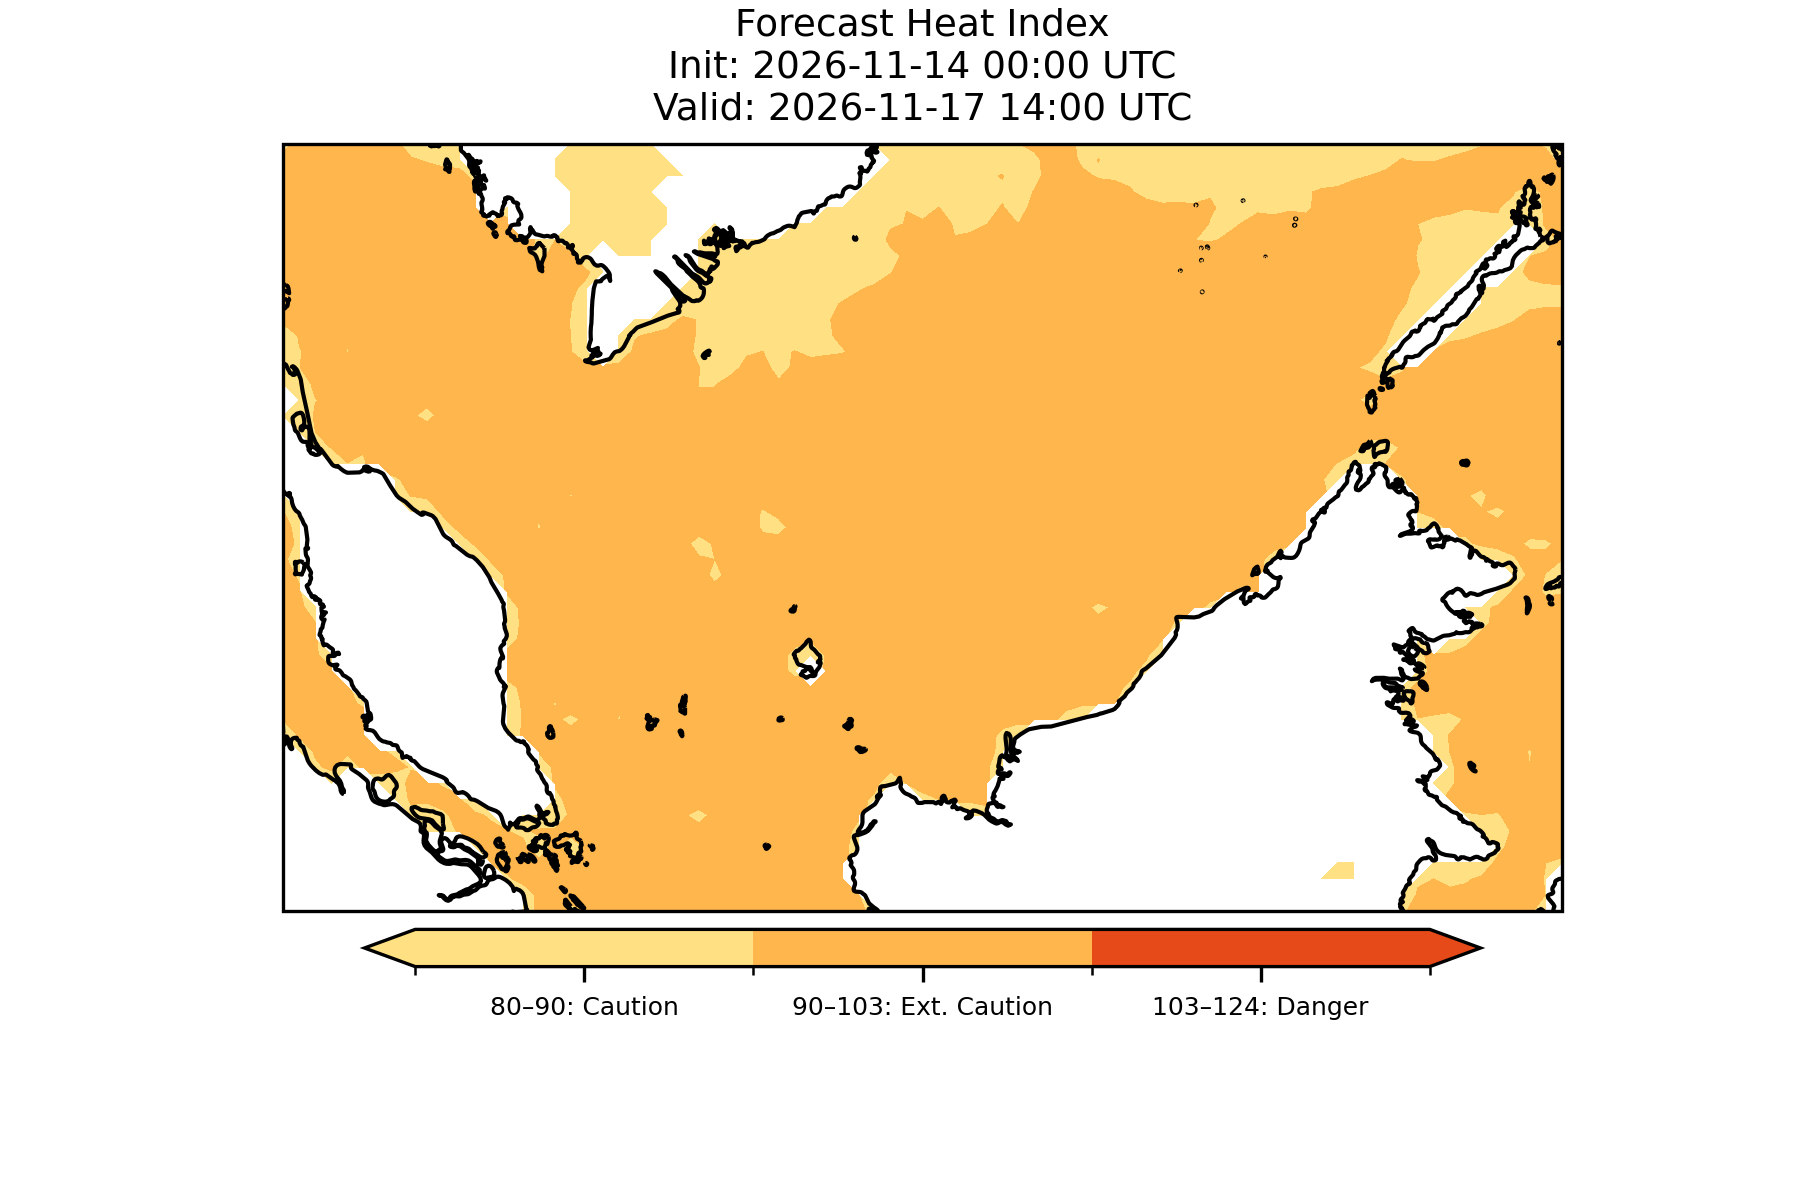 Forecast Heat Index
Init: 2026-11-14 00:00 UTC
Valid: 2026-11-17 14:00 UTC
80–90: Caution
90–103: Ext. Caution
103–124: Danger